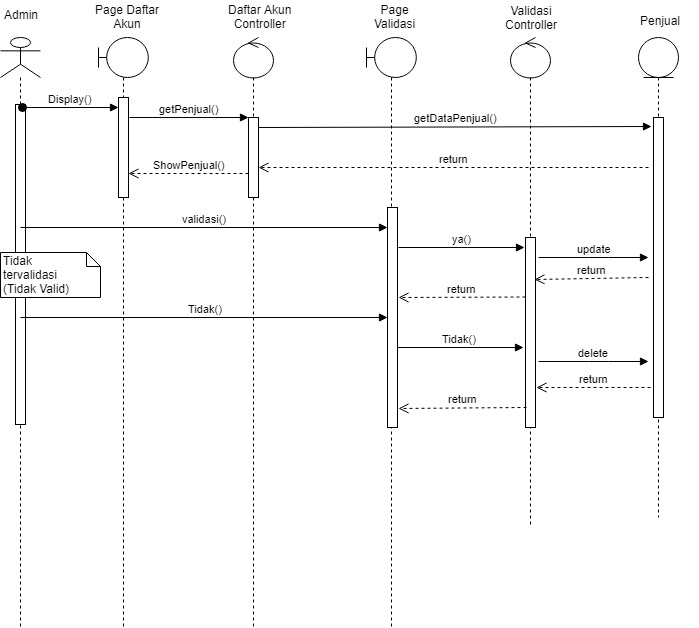 Admin
Page Daftar
Akun
Daftar Akun
Controller
Page
Validasi
Validasi
Controller
Penjual
Display()
getPenjual()
getDataPenjual()
ShowPenjual()
return
validasi()
ya()
update
Tidak
tervalidasi
(Tidak Valid)
return
return
Tidak()
Tidak()
delete
return
return